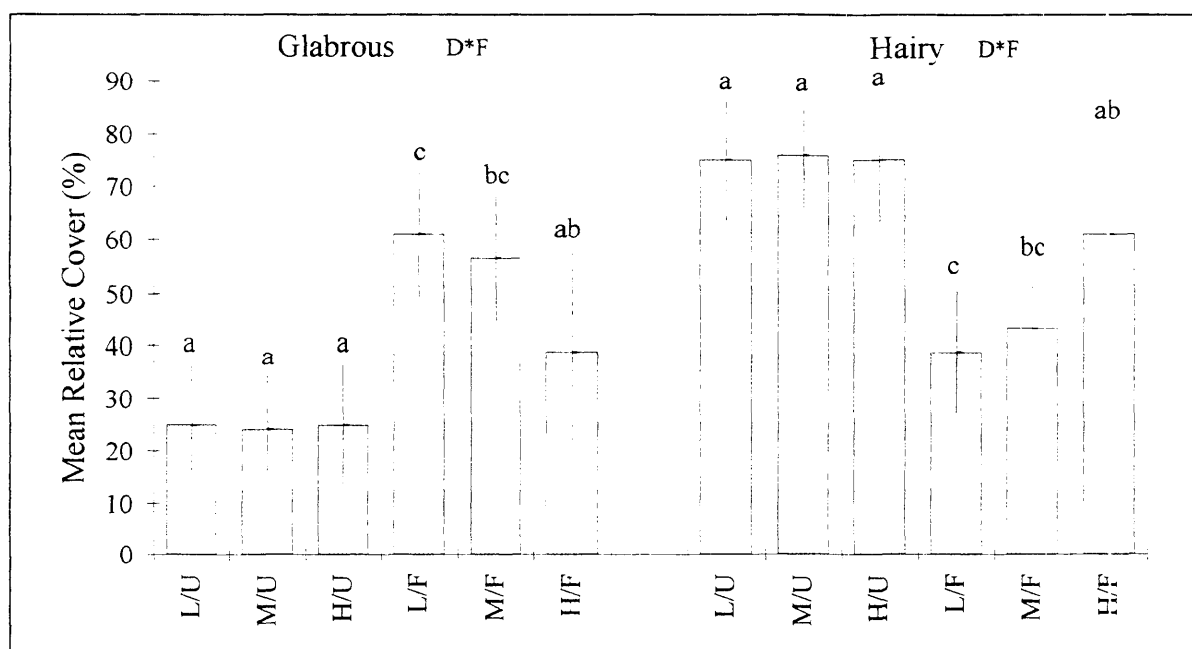 Glabrous D*F Hairy D*F
Mean Relative Cover (%)
90
80
70
60
50
40
30
20
10
0
a a a c bc ab
a a a c bc ab
L/U M/U H/U L/F M/F H/F
L/U M/U H/U L/F M/F H/F